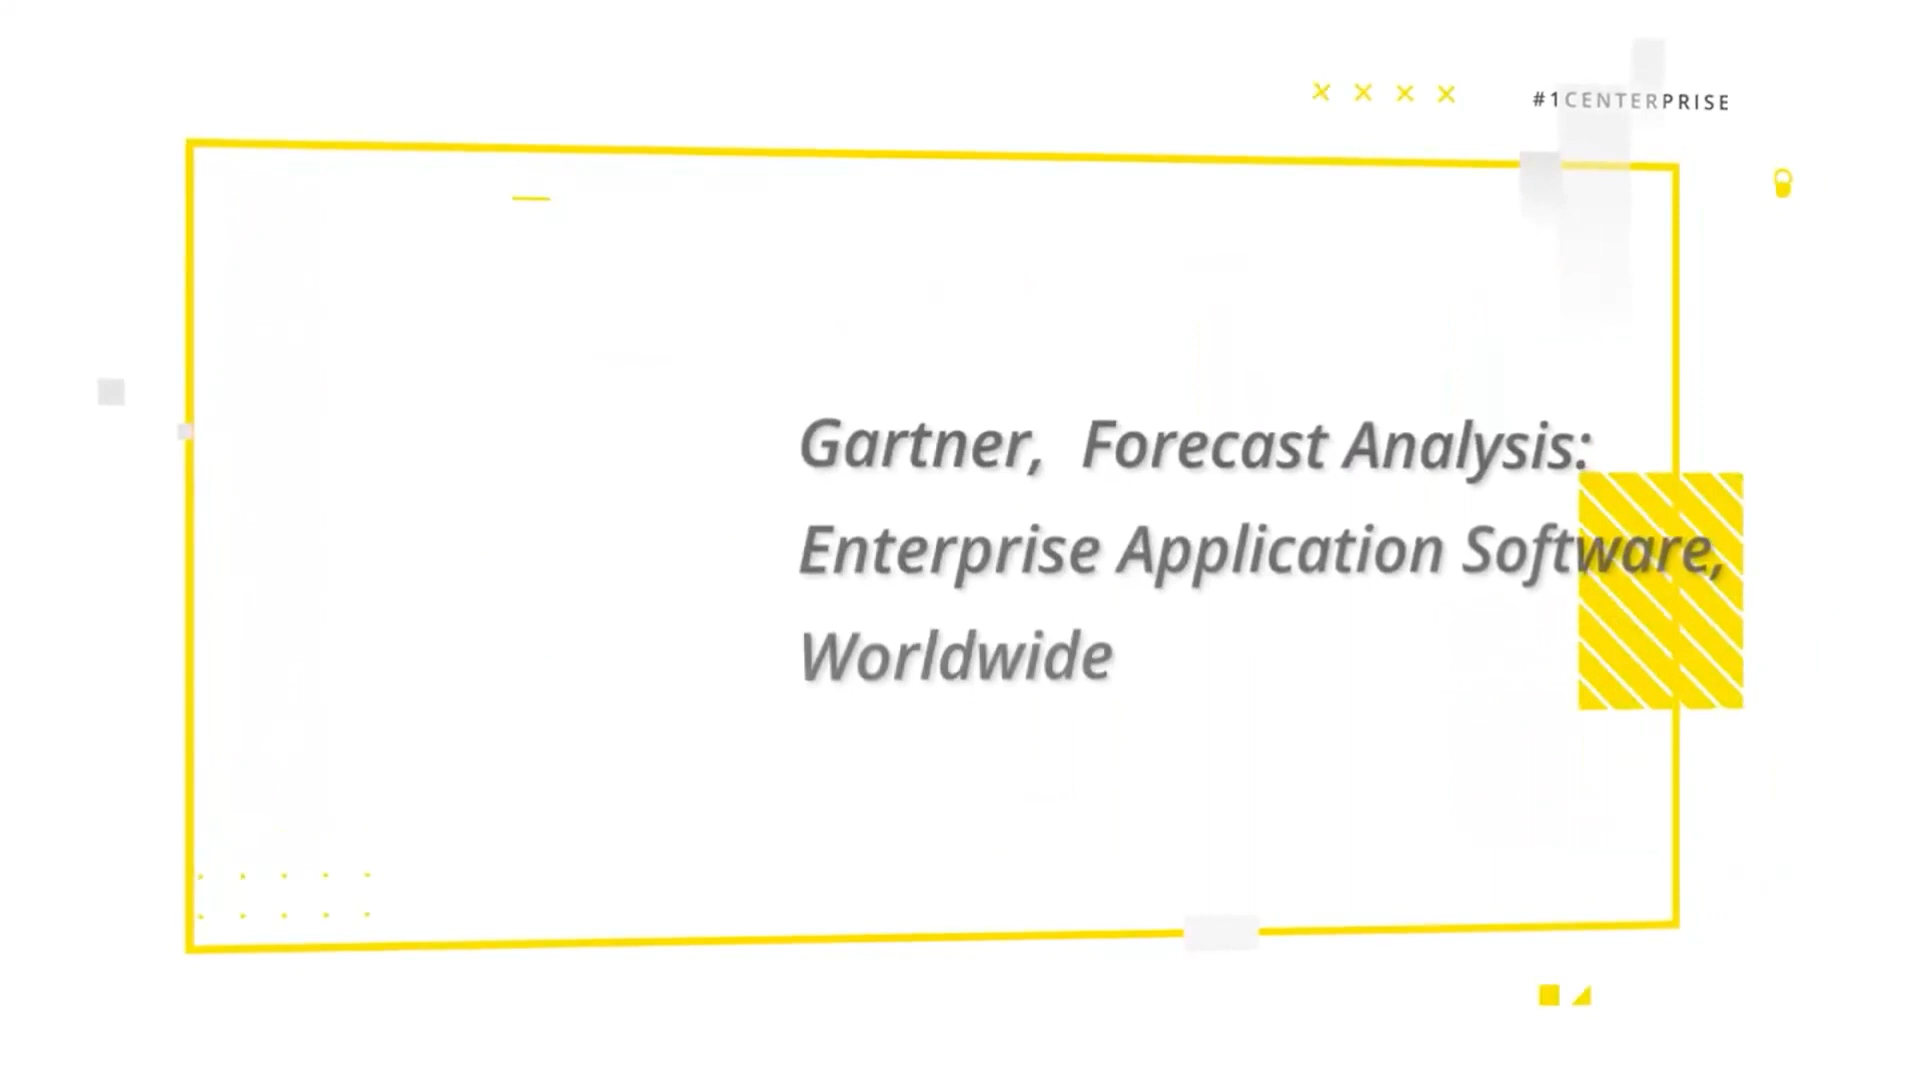 #1CENTERPRISE
Gartner,  Forecast Analysis:
Enterprise Application Software,
Worldwide